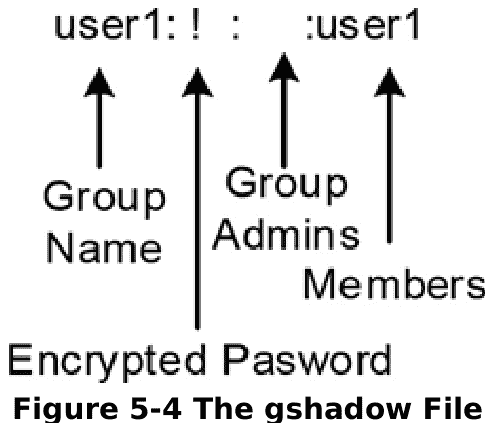 user1: ! :     :user1
Group
Name
Group
Admins
Members
Encrypted Pasword
Figure 5-4 The gshadow File